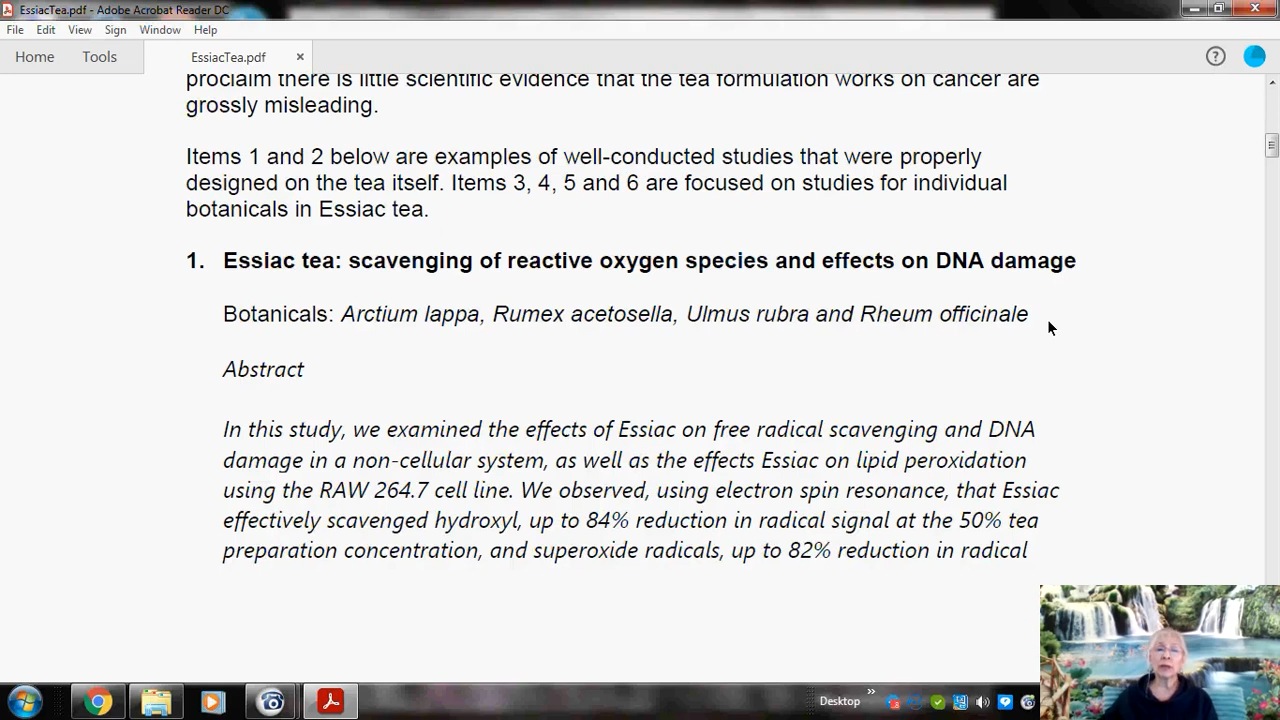 EssiacTea.pdf - Adobe Acrobat Reader DC
File Edit View Sign Window Help
Home Tools EssiacTea.pdf × ?
proclaim there is little scientific evidence that the tea formulation works on cancer are
grossly misleading.
Items 1 and 2 below are examples of well-conducted studies that were properly
designed on the tea itself. Items 3, 4, 5 and 6 are focused on studies for individual
botanicals in Essiac tea.
1. Essiac tea: scavenging of reactive oxygen species and effects on DNA damage
Botanicals: Arctium lappa, Rumex acetosella, Ulmus rubra and Rheum officinale
Abstract
In this study, we examined the effects of Essiac on free radical scavenging and DNA
damage in a non-cellular system, as well as the effects Essiac on lipid peroxidation
using the RAW 264.7 cell line. We observed, using electron spin resonance, that Essiac
effectively scavenged hydroxyl, up to 84% reduction in radical signal at the 50% tea
preparation concentration, and superoxide radicals, up to 82% reduction in radical
Desktop »